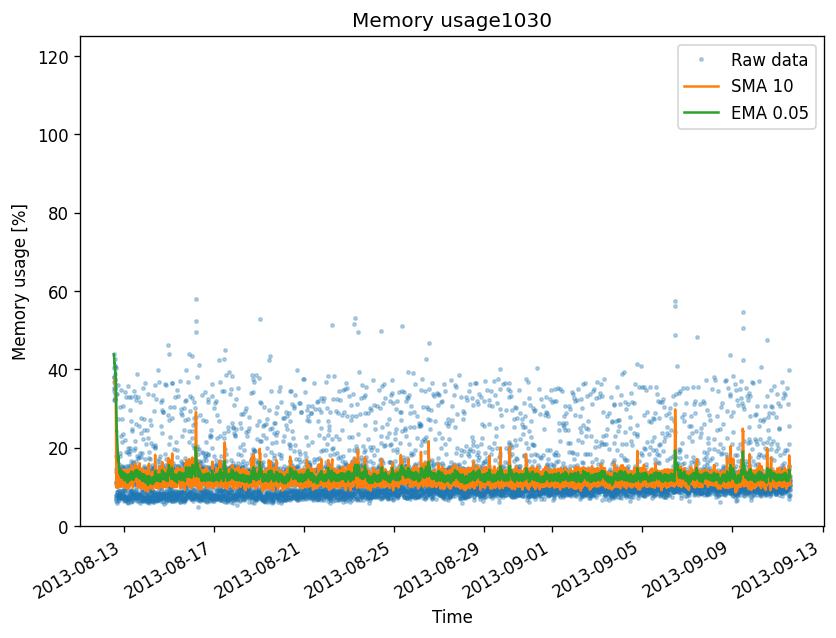 Memory usage1030
120
100
80
60
40
20
0
Memory usage [%]
Raw data
SMA 10
EMA 0.05
2013-08-13
2013-08-17
2013-08-21
2013-08-25
2013-08-29
2013-09-01
2013-09-05
2013-09-09
2013-09-13
Time